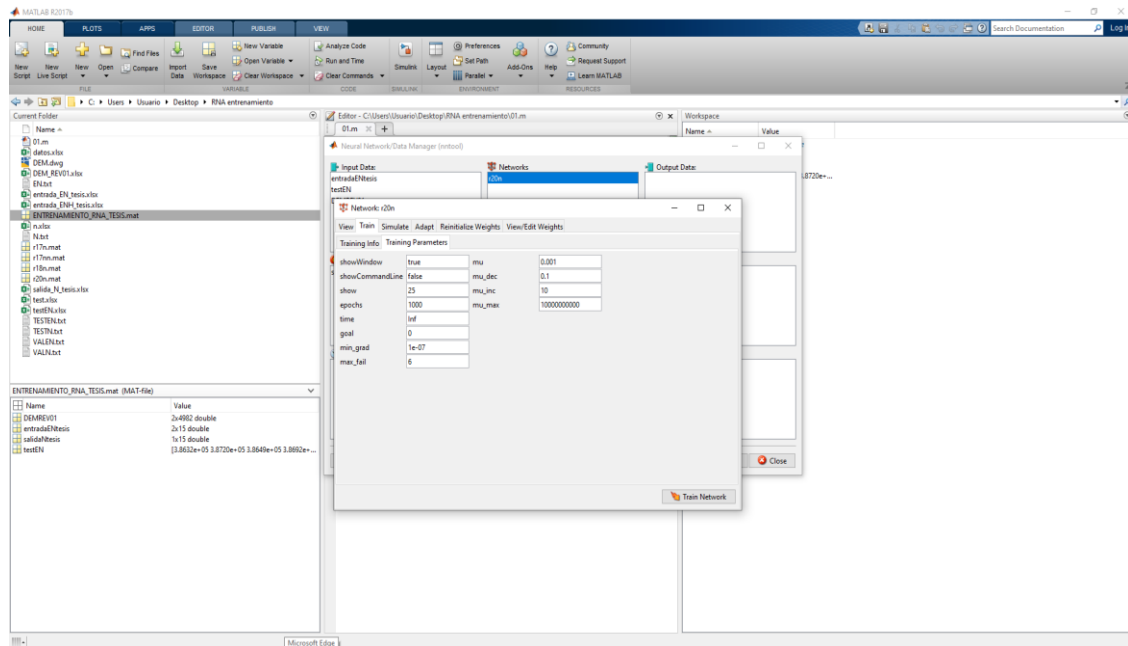 MATLAB R2017b
HOME PLOTS APPS EDITOR PUBLISH VIEW
Search Documentation
Log In
New Script
New Live Script
New
Open
Find Files
Compare
Import Data
Save Workspace
New Variable
Open Variable
Clear Workspace
Analyze Code
Run and Time
Clear Commands
Simulink
Layout
Preferences
Set Path
Parallel
Add-Ons
Help
Community
Request Support
Learn MATLAB
FILE VARIABLE CODE SIMULINK ENVIRONMENT RESOURCES
C: Users Usuario Desktop RNA entrenamiento
Current Folder
Name
01.m
datos.xlsx
DEM.dwg
DEM_REV01.xlsx
EN.txt
entrada_EN_tesis.xlsx
entrada_ENH_tesis.xlsx
ENTRENAMIENTO_RNA_TESIS.mat
n.xlsx
N.txt
r17n.mat
r17nn.mat
r18n.mat
r20n.mat
salida_N_tesis.xlsx
test.xlsx
testEN.xlsx
TESTEN.txt
TESTN.txt
VALEN.txt
VALN.txt
ENTRENAMIENTO_RNA_TESIS.mat (MAT-file)
Name Value
DEMREV01 2x4982 double
entradaENtesis 2x15 double
salidaNtesis 1x15 double
testEN [3.8632e+05 3.8720e+05 3.8649e+05 3.8692e+...
Editor - C:\Users\Usuario\Desktop\RNA entrenamiento\01.m
01.m
Workspace
Name Value
3.8720e+...
Neural Network/Data Manager (nntool)
Input Data:
entradaENtesis
testEN
Networks
r20n
Output Data:
Close
Network: r20n
View Train Simulate Adapt Reinitialize Weights View/Edit Weights
Training Info Training Parameters
showWindow true mu 0.001
showCommandLine false mu_dec 0.1
show 25 mu_inc 10
epochs 1000 mu_max 10000000000
time Inf
goal 0
min_grad 1e-07
max_fail 6
Train Network
Microsoft Edge